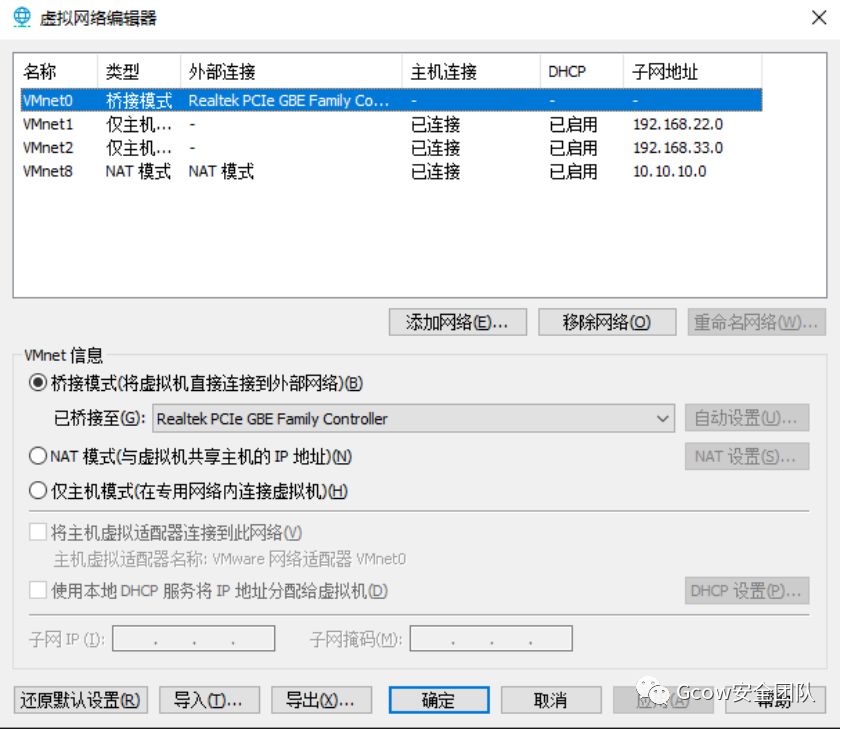 虚拟网络编辑器
名称 类型 外部连接 主机连接 DHCP 子网地址
VMnet0 桥接模式 Realtek PCIe GBE Family Co... - - -
VMnet1 仅主机... - 已连接 已启用 192.168.22.0
VMnet2 仅主机... - 已连接 已启用 192.168.33.0
VMnet8 NAT 模式 NAT 模式 已连接 已启用 10.10.10.0
添加网络(E)... 移除网络(O) 重命名网络(W)...
VMnet 信息
桥接模式(将虚拟机直接连接到外部网络)(B)
已桥接至(G): Realtek PCIe GBE Family Controller 自动设置(U)...
NAT 模式(与虚拟机共享主机的 IP 地址)(N) NAT 设置(S)...
仅主机模式(在专用网络内连接虚拟机)(H)
将主机虚拟适配器连接到此网络(V)
主机虚拟适配器名称: VMware 网络适配器 VMnet0
使用本地 DHCP 服务将 IP 地址分配给虚拟机(D) DHCP 设置(P)...
子网 IP (I): . . . 子网掩码(M): . . .
还原默认设置(R) 导入(T)... 导出(X)... 确定 取消 应用(A) 帮助
Gcow安全团队